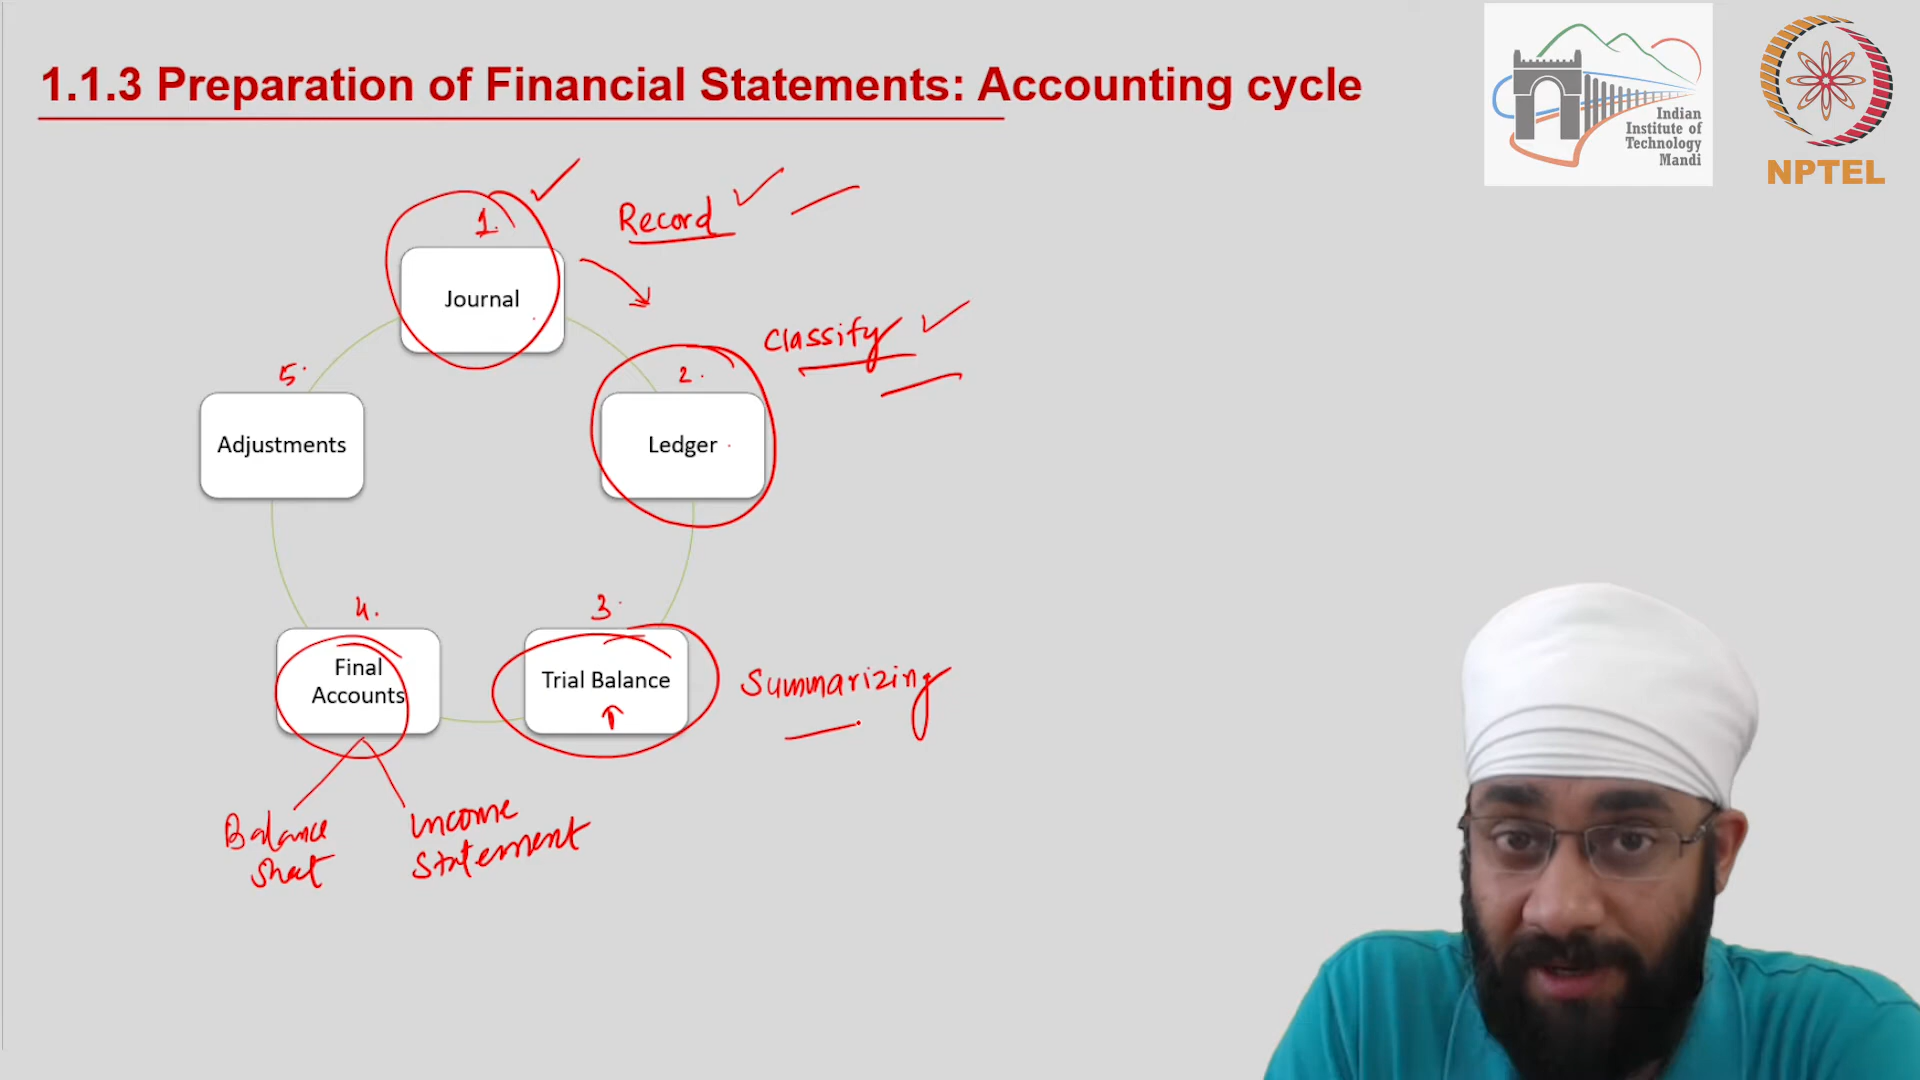 1.1.3 Preparation of Financial Statements: Accounting cycle
Indian
Institute of
Technology
Mandi
NPTEL
1.
Record
Journal
Classify
5.
2.
Adjustments
Ledger
4.
3.
Final
Accounts
Trial Balance
Summarizing
Balance
Sheet
Income
Statement